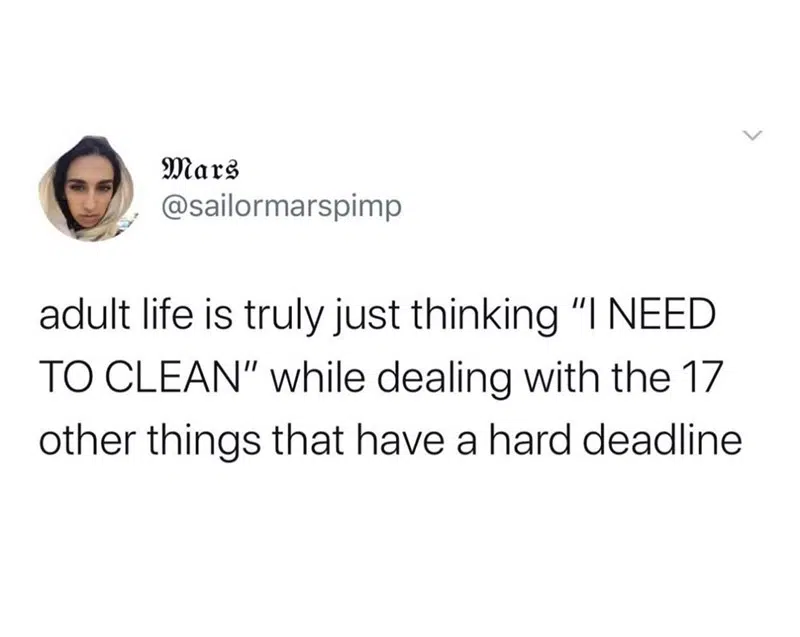 Mars
@sailormarspimp
adult life is truly just thinking "I NEED
TO CLEAN" while dealing with the 17
other things that have a hard deadline